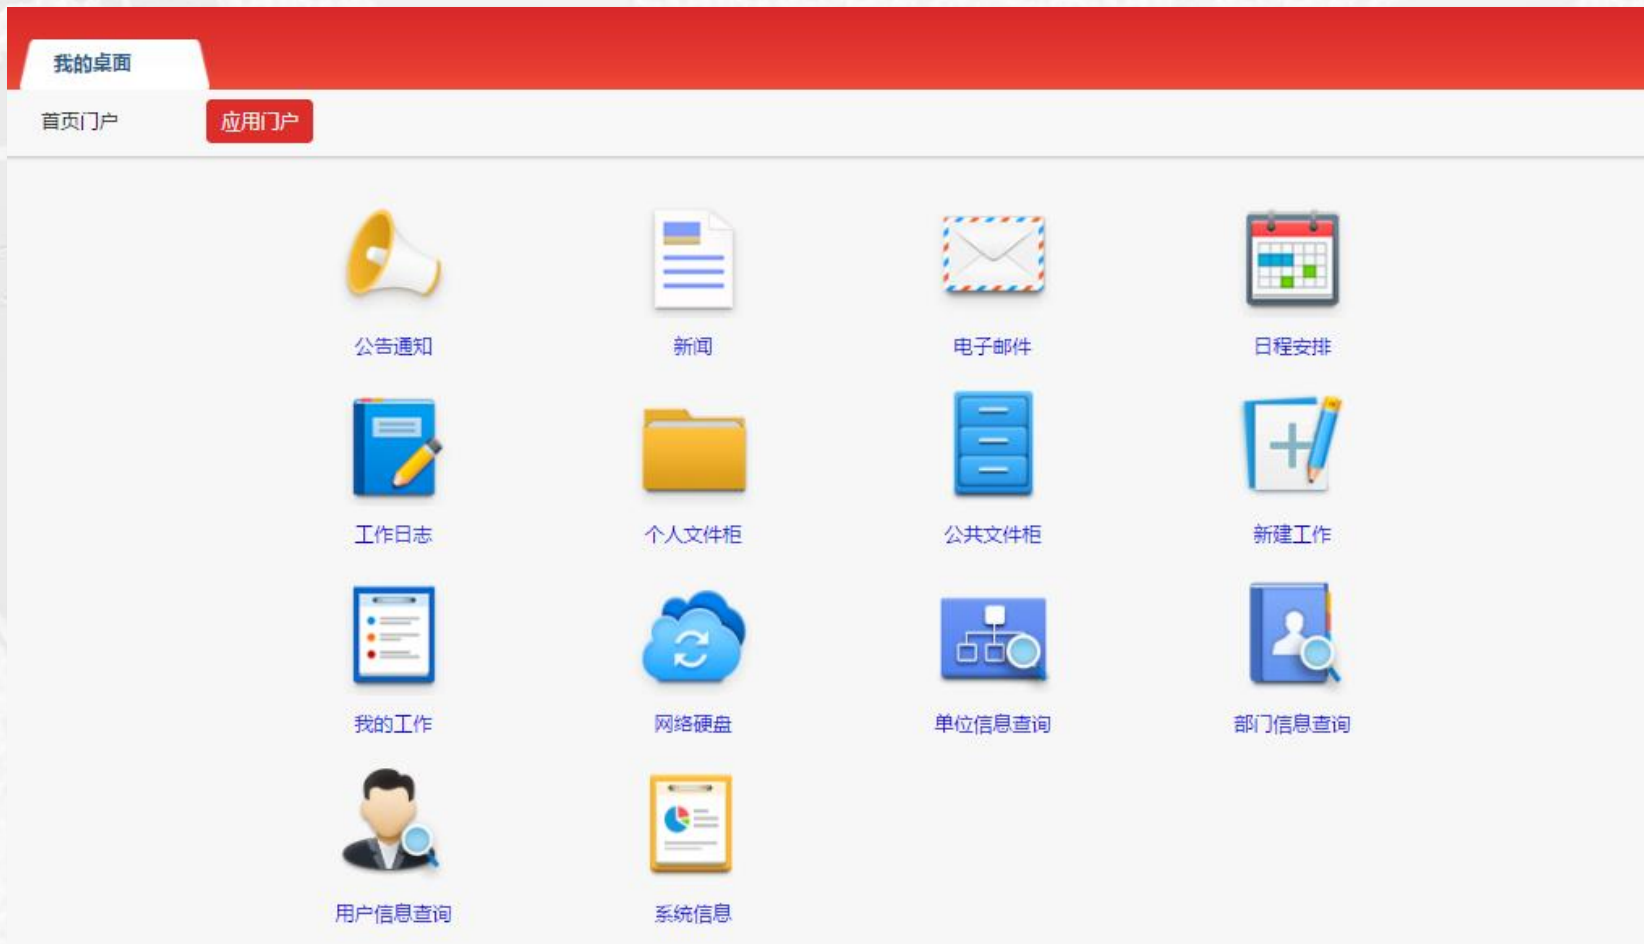 我的桌面
首页门户 应用门户
公告通知 新闻 电子邮件 日程安排
工作日志 个人文件柜 公共文件柜 新建工作
我的工作 网络硬盘 单位信息查询 部门信息查询
用户信息查询 系统信息